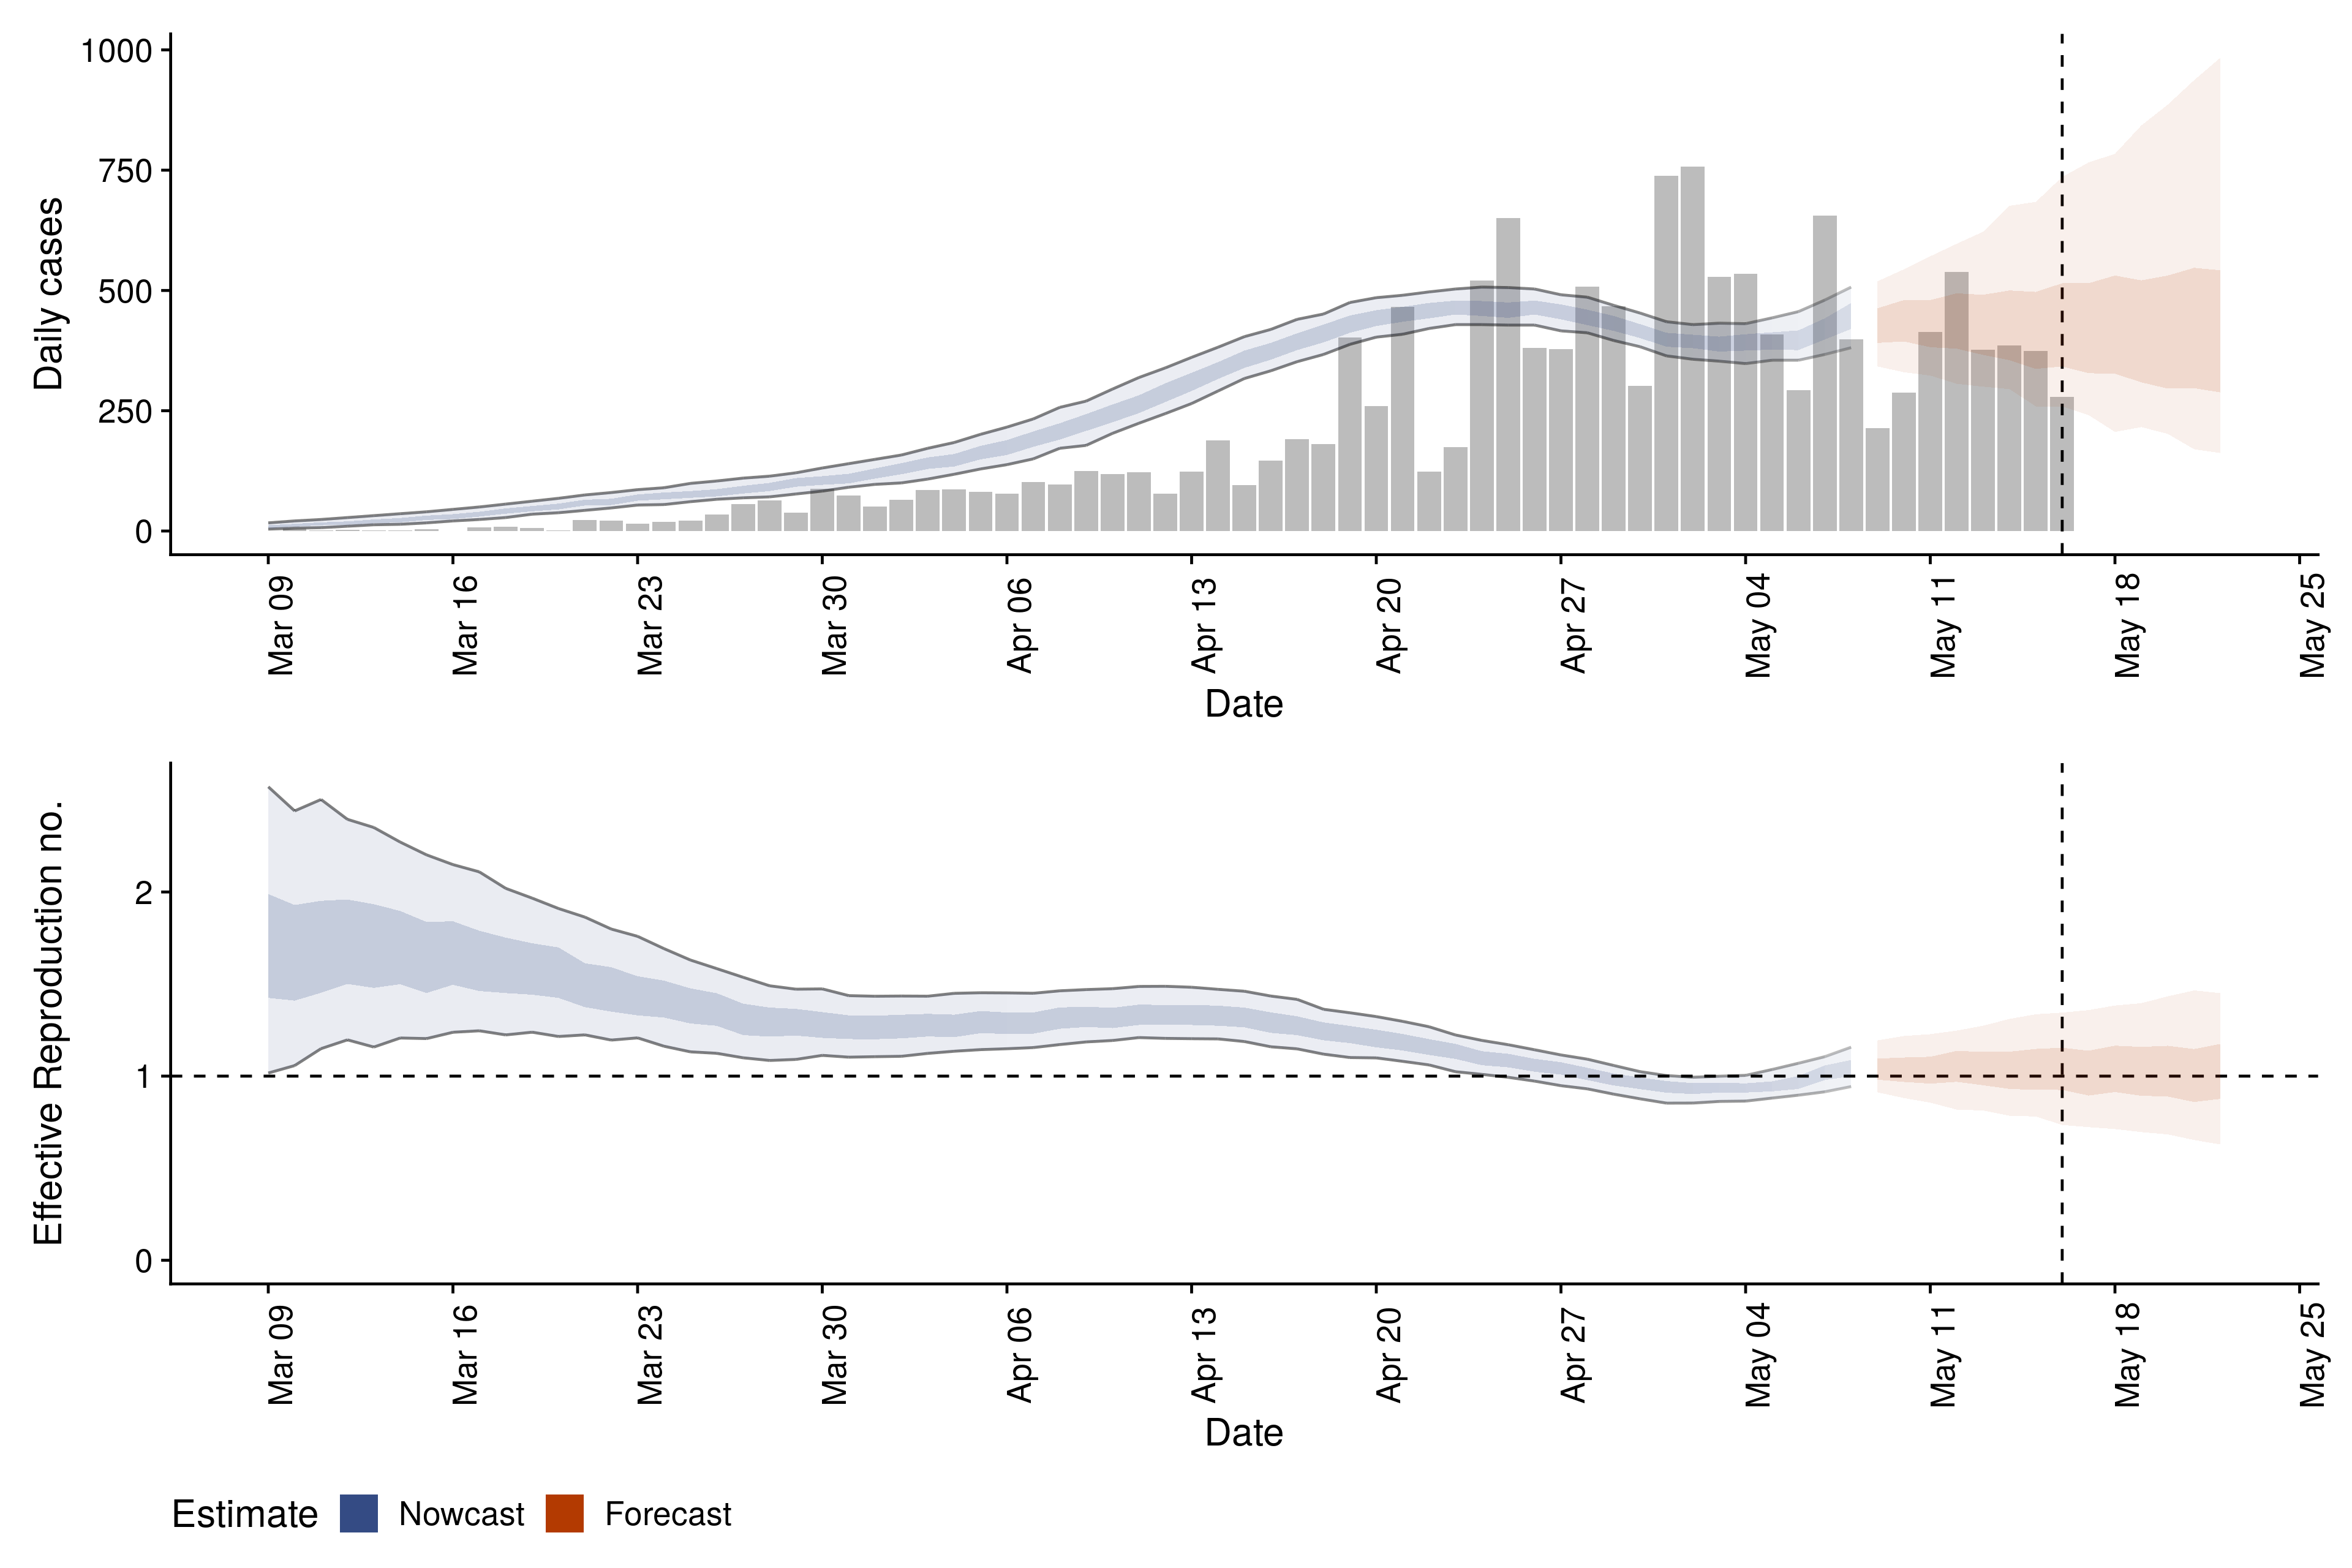 1000
750
500
250
0
Daily cases
Mar 09 Mar 16 Mar 23 Mar 30 Apr 06 Apr 13 Apr 20 Apr 27 May 04 May 11 May 18 May 25
Date
2
1
0
Effective Reproduction no.
Mar 09 Mar 16 Mar 23 Mar 30 Apr 06 Apr 13 Apr 20 Apr 27 May 04 May 11 May 18 May 25
Date
Estimate Nowcast Forecast